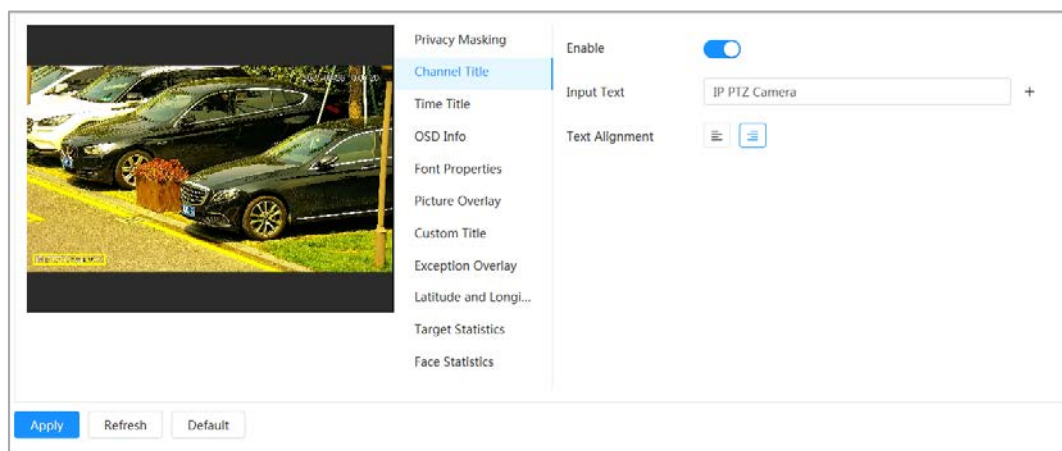 Privacy Masking
Channel Title
Time Title
OSD Info
Font Properties
Picture Overlay
Custom Title
Exception Overlay
Latitude and Longi...
Target Statistics
Face Statistics
Enable
Input Text IP PTZ Camera +
Text Alignment
Apply Refresh Default